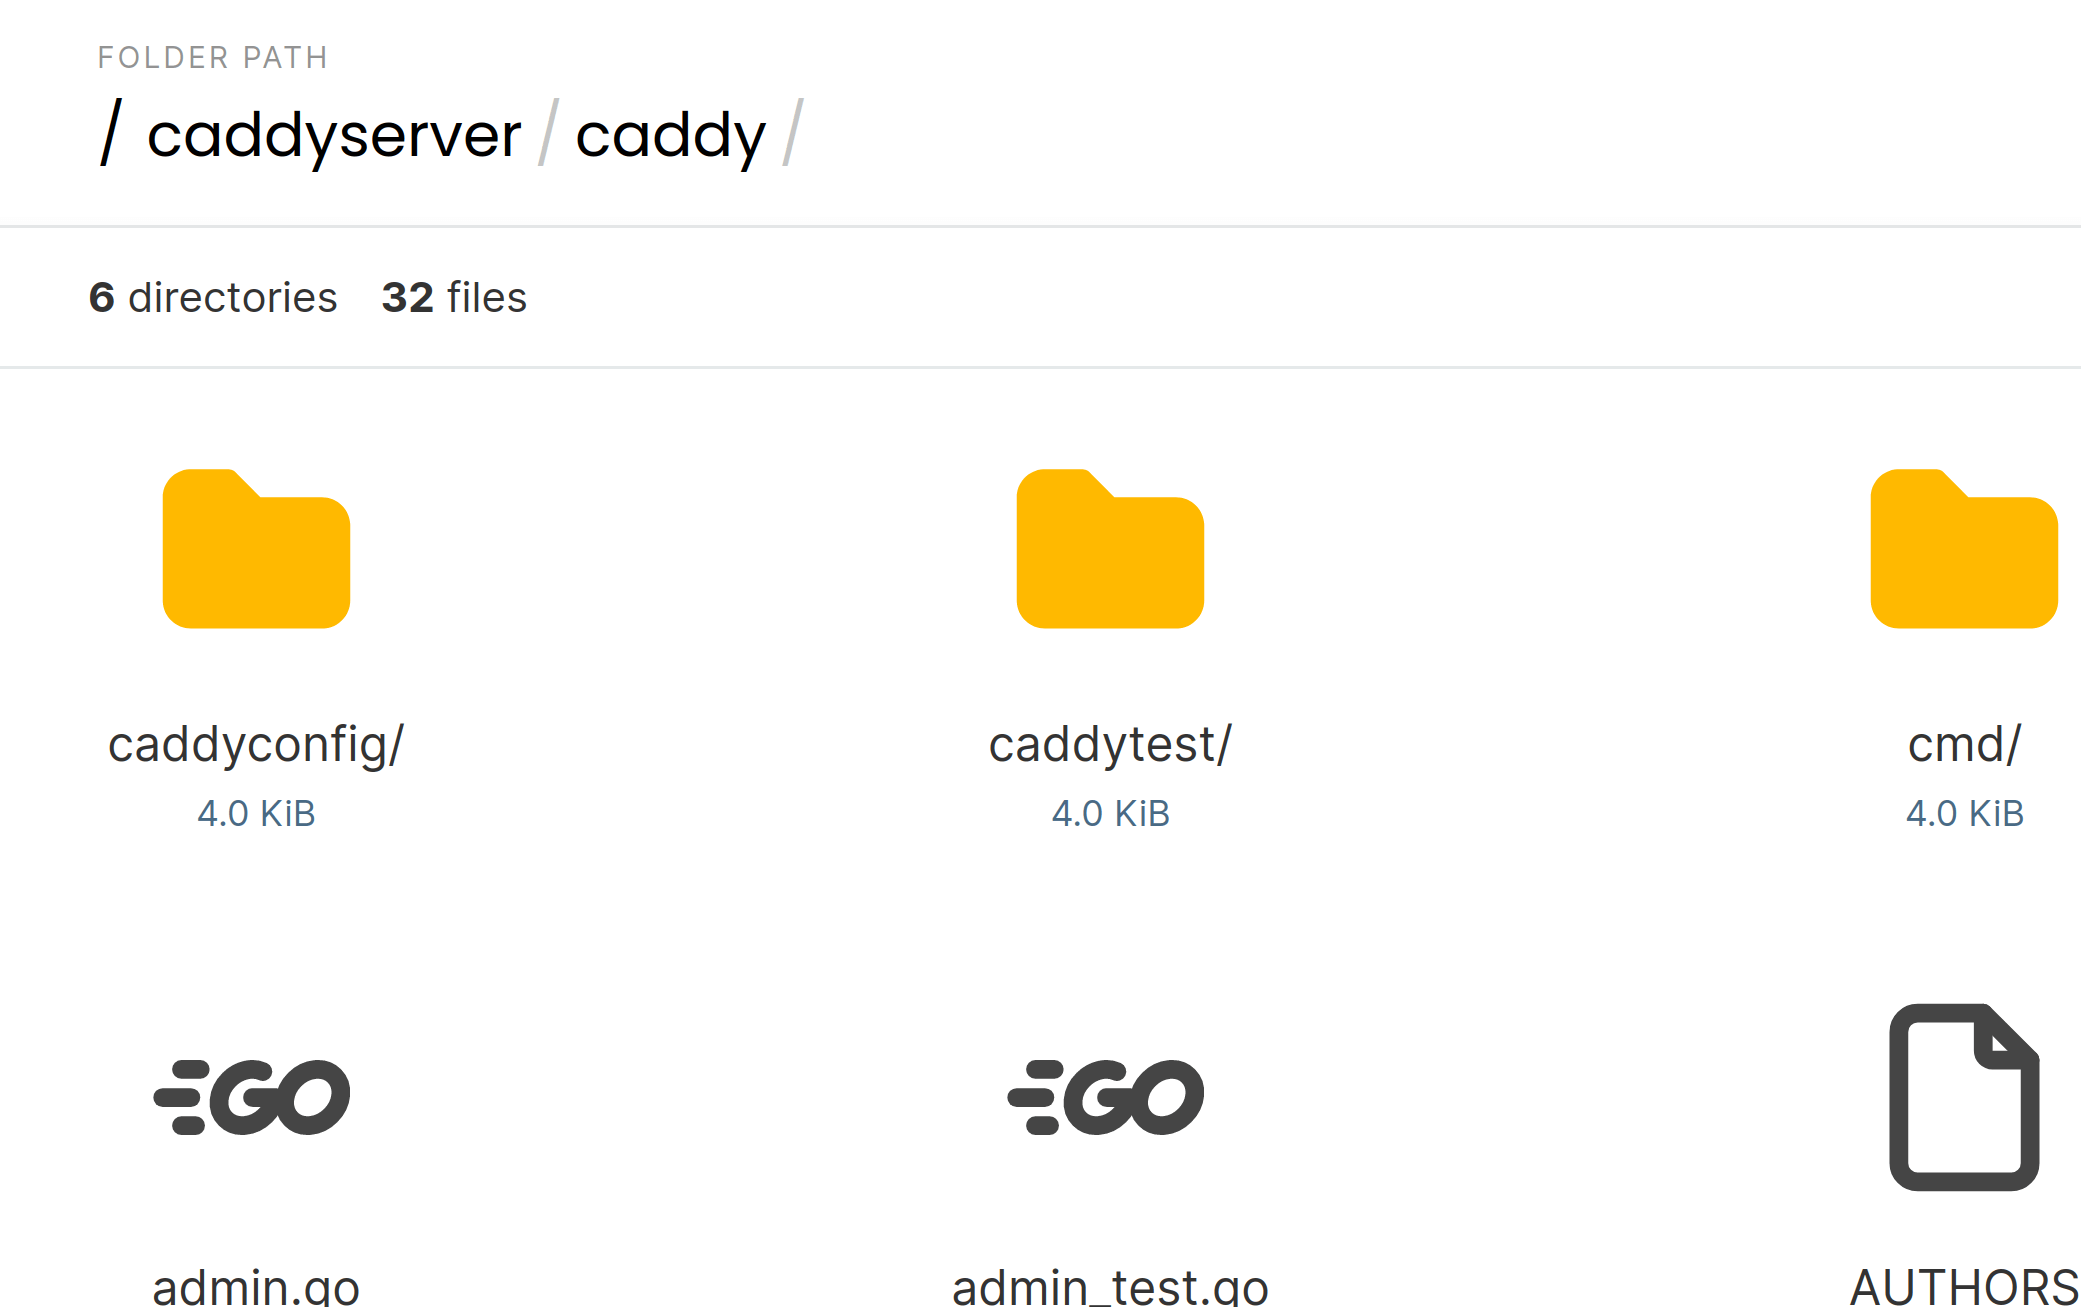 FOLDER PATH
/ caddyserver / caddy /
6 directories 32 files
caddyconfig/ caddytest/ cmd/
4.0 KiB 4.0 KiB 4.0 KiB
GO GO
admin.go admin_test.go AUTHORS